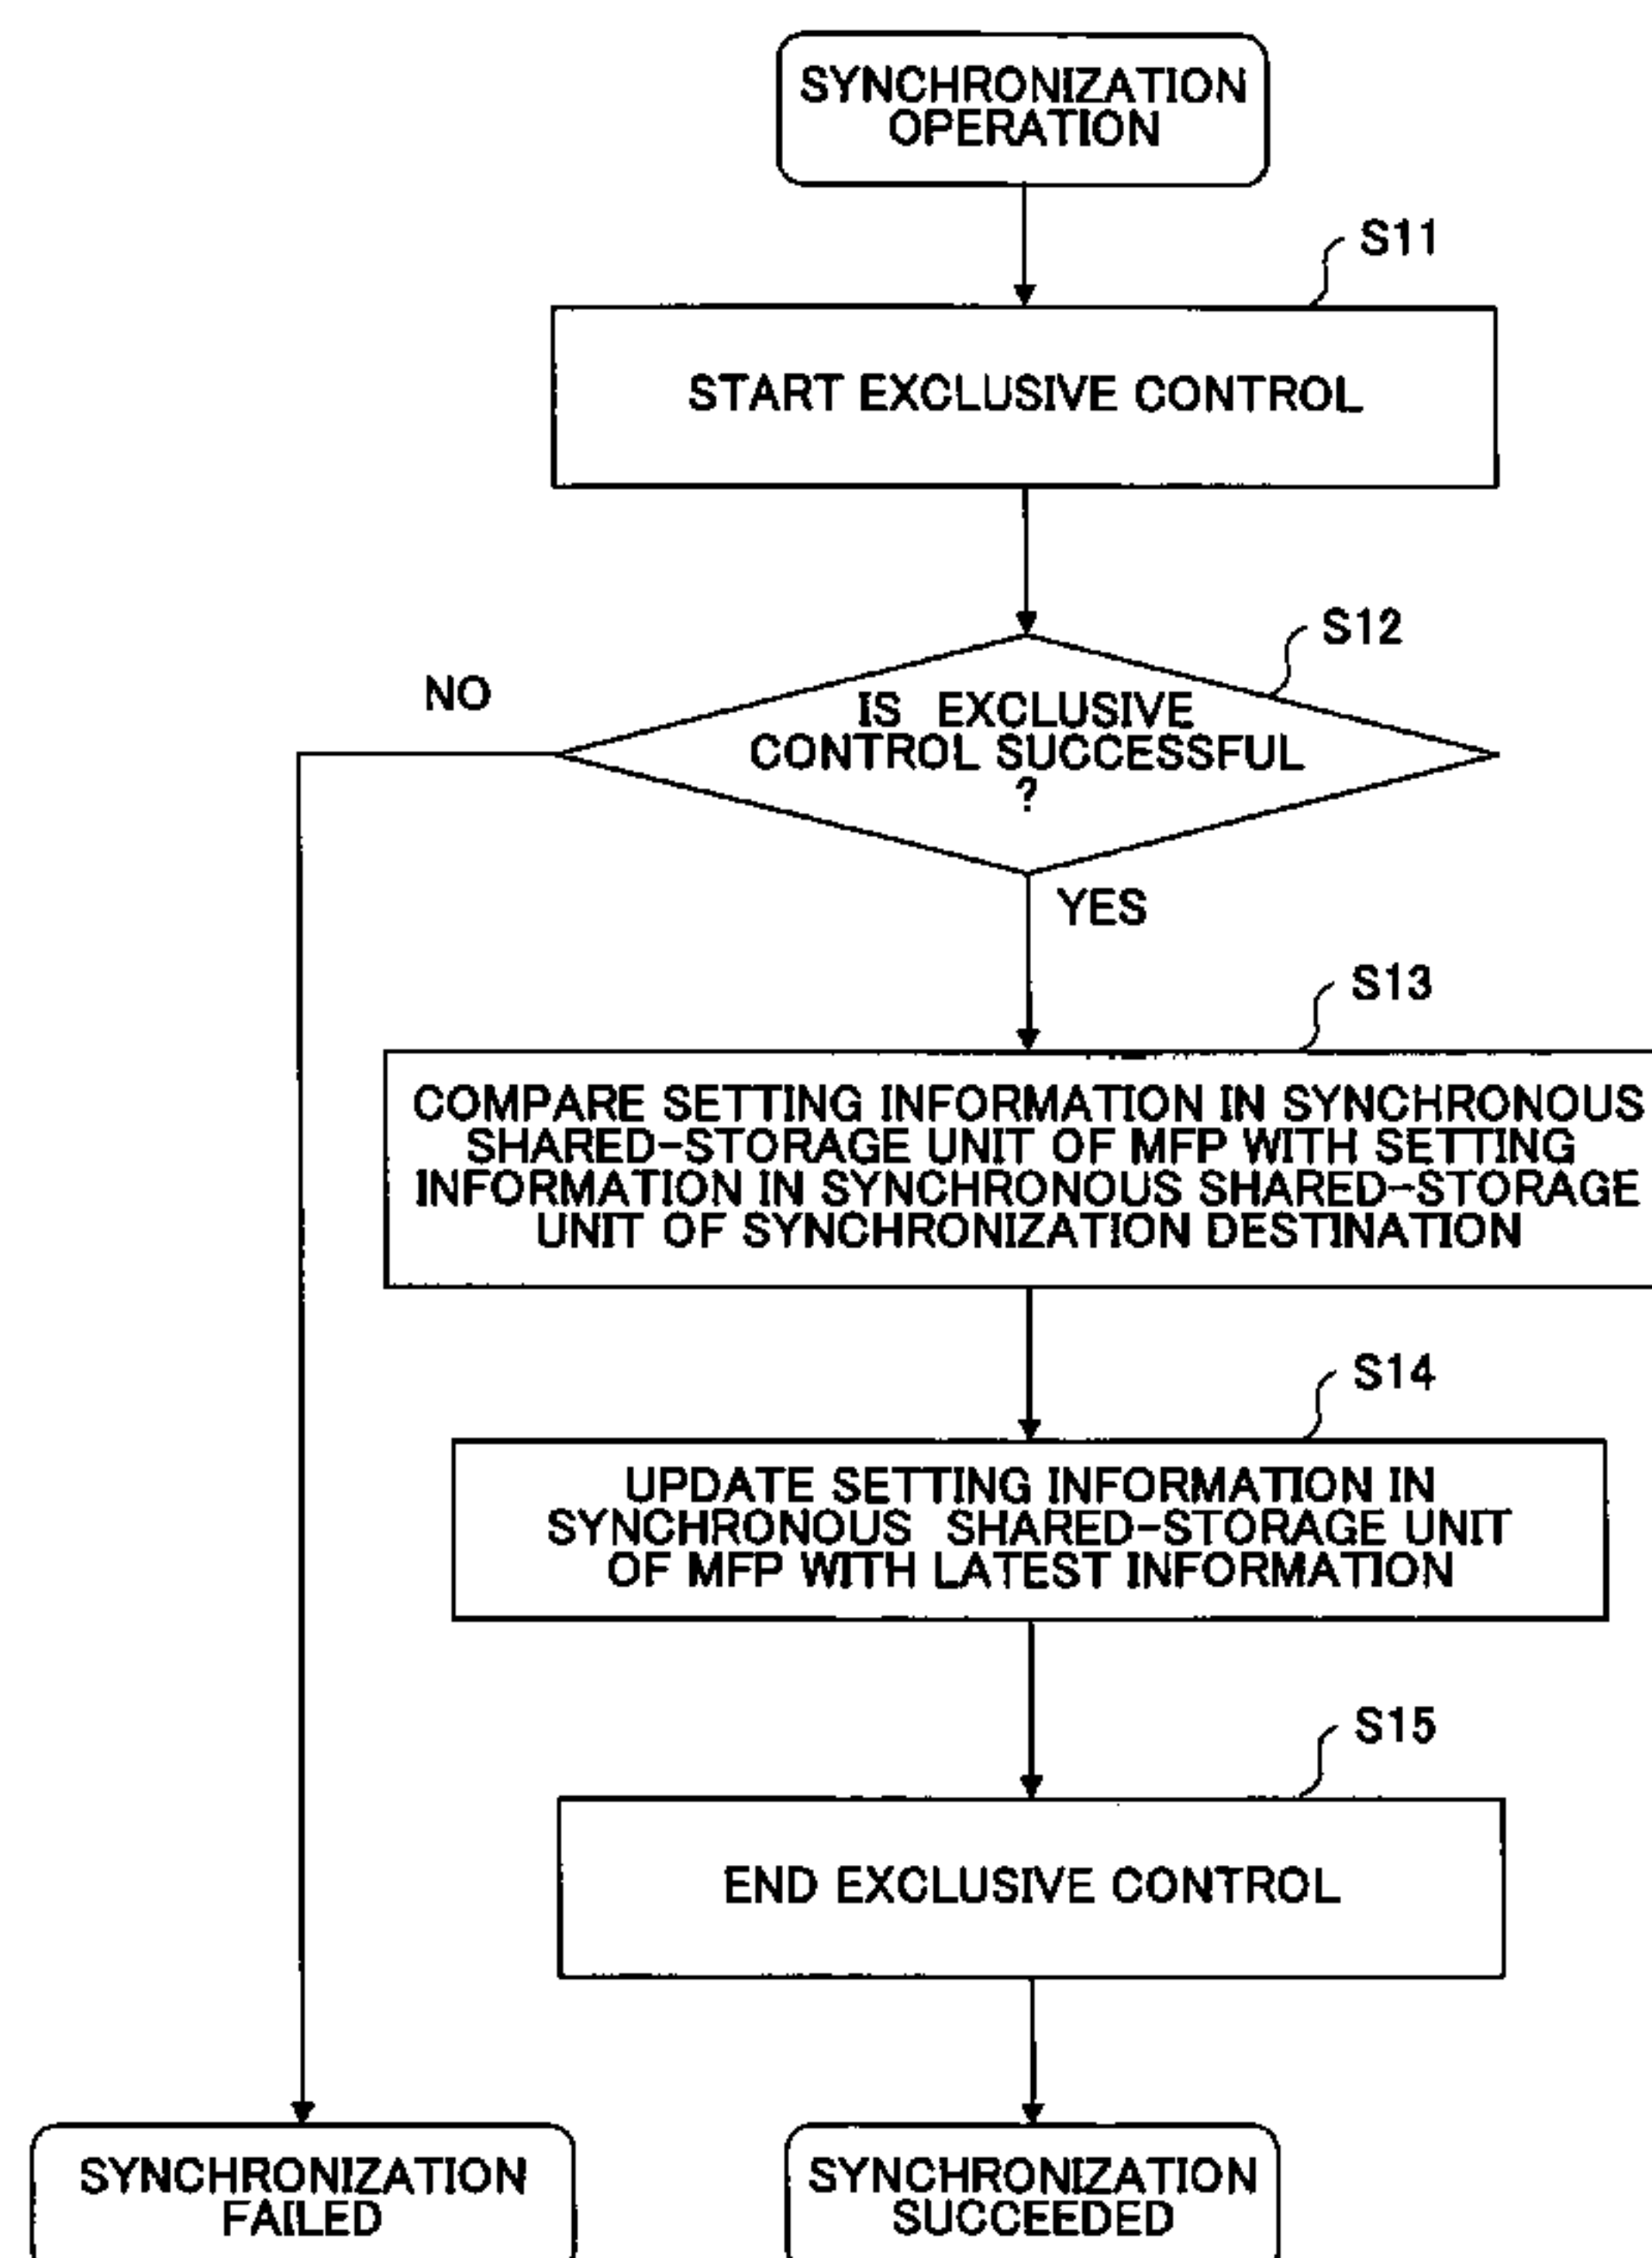 SYNCHRONIZATION
OPERATION
S11
START EXCLUSIVE CONTROL
S12
NO
IS EXCLUSIVE
CONTROL SUCCESSFUL
?
YES
S13
COMPARE SETTING INFORMATION IN SYNCHRONOUS
SHARED-STORAGE UNIT OF MFP WITH SETTING
INFORMATION IN SYNCHRONOUS SHARED-STORAGE
UNIT OF SYNCHRONIZATION DESTINATION
S14
UPDATE SETTING INFORMATION IN
SYNCHRONOUS SHARED-STORAGE UNIT
OF MFP WITH LATEST INFORMATION
S15
END EXCLUSIVE CONTROL
SYNCHRONIZATION
FAILED
SYNCHRONIZATION
SUCCEEDED